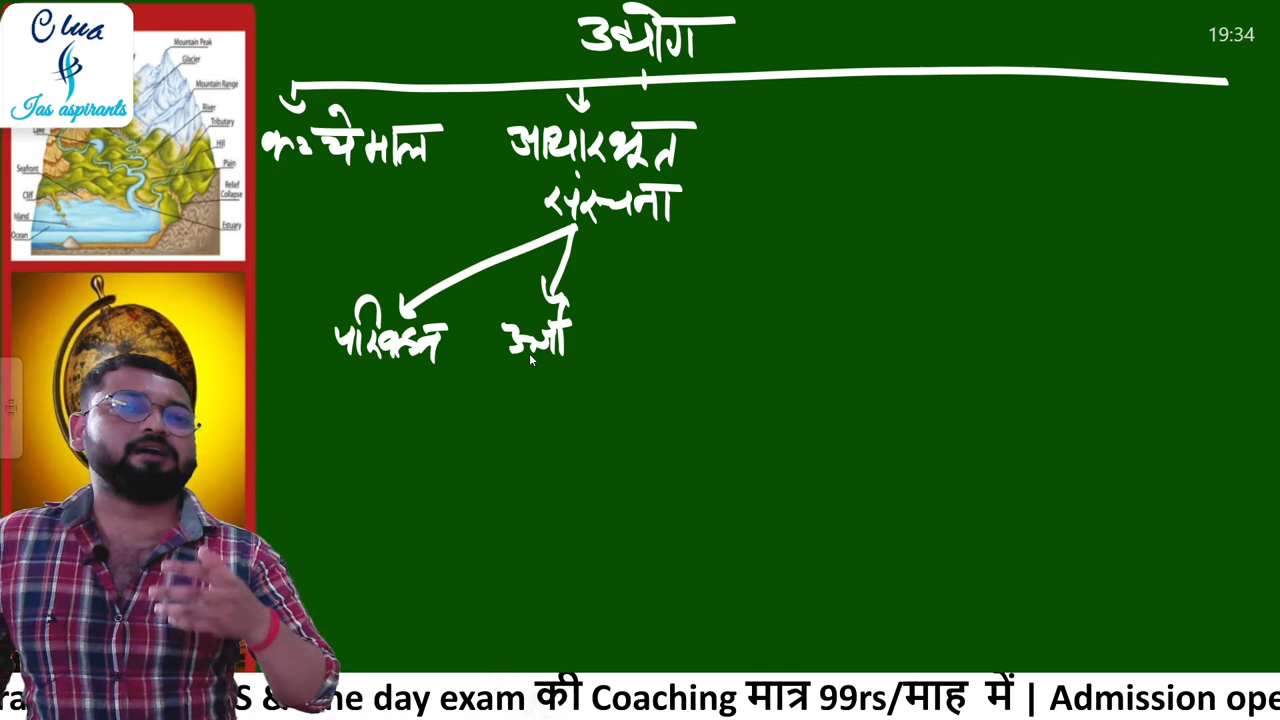 Clua
Ias aspirants
19:34
उद्योग
कच्चे माल
आधारभूत
संरचना
परिवहन
ऊर्जा
Mountain Peak
Glacier
Mountain Range
River
Tributary
Lake
Hill
Seafront
Plain
Cliff
Relief
Collapse
Island
Estuary
Ocean
day exam की Coaching मात्र 99rs/माह में | Admission ope